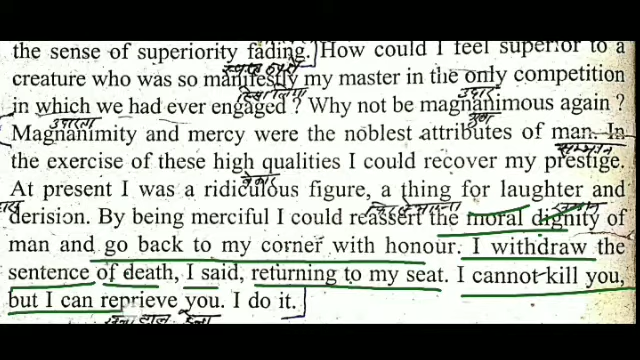 the sense of superiority fading. How could I feel superior to a
creature who was so manifestly my master in the only competition
in which we had ever engaged? Why not be magnanimous again?
उदारता
Magnanimity and mercy were the noblest attributes of man. In
सम्मान
the exercise of these high qualities I could recover my prestige.
At present I was a ridiculous figure, a thing for laughter and
derision. By being merciful I could reassert the moral dignity of
man and go back to my corner with honour. I withdraw the
sentence of death, I said, returning to my seat. I cannot kill you,
but I can reprieve you. I do it.